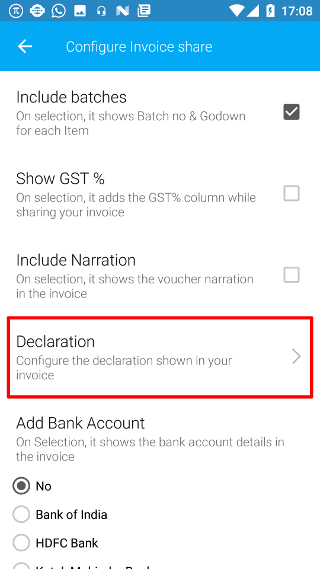 17:08
Configure Invoice share
Include batches
On selection, it shows Batch no & Godown
for each Item
Show GST %
On selection, it adds the GST% column while
sharing your invoice
Include Narration
On selection, it shows the voucher narration
in the invoice
Declaration
Configure the declaration shown in your
invoice
Add Bank Account
On Selection, it shows the bank account details in
the invoice
No
Bank of India
HDFC Bank